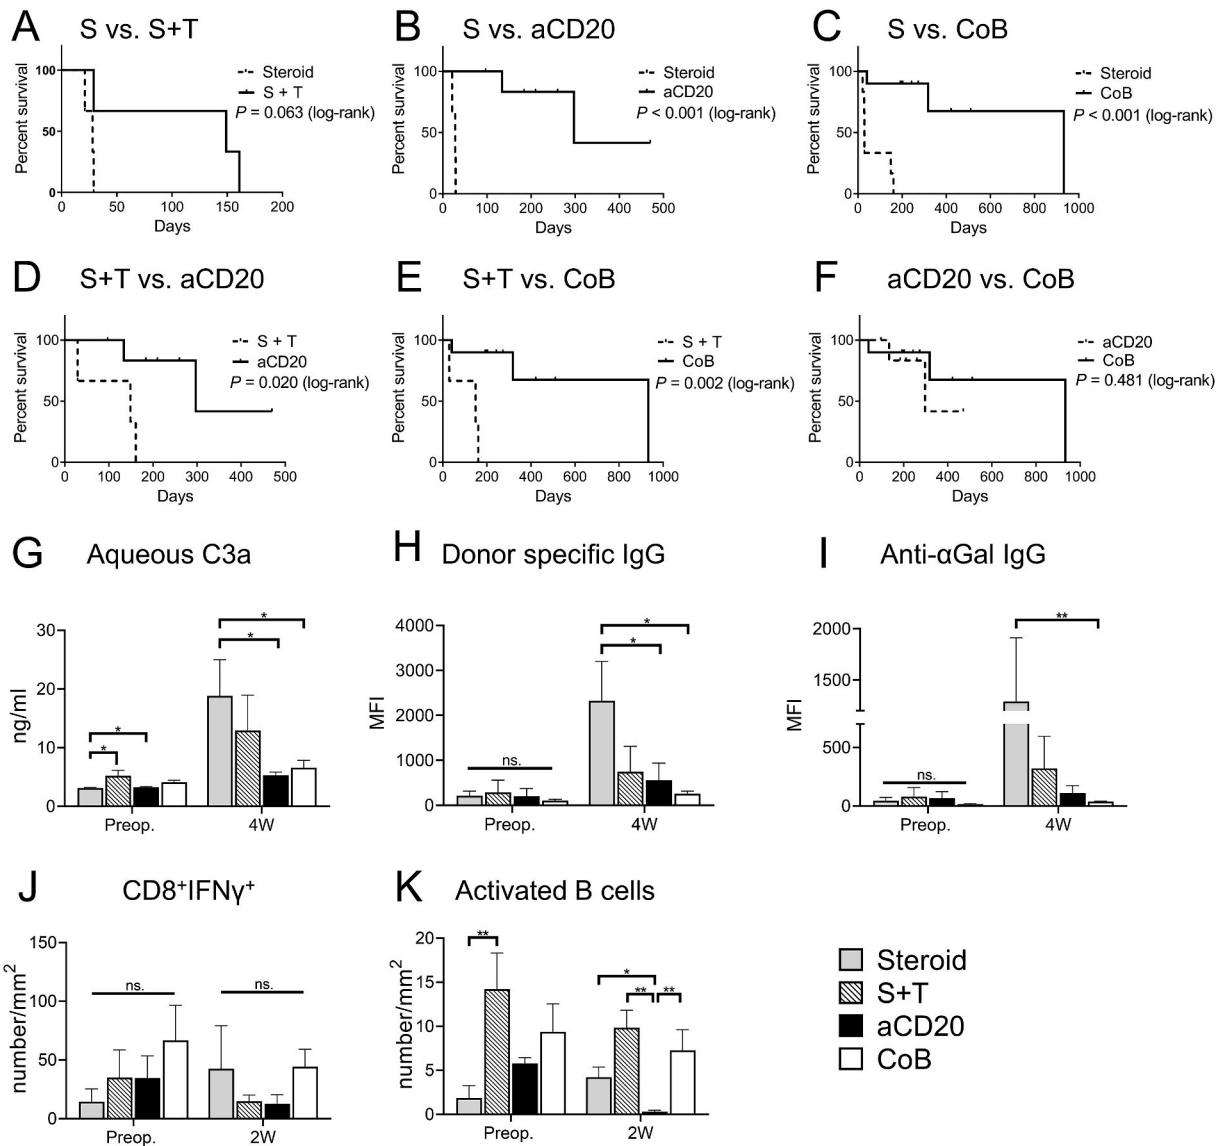 A S vs. S+T
Percent survival
100
50
0
0 50 100 150 200
Days
Steroid
S + T
P = 0.063 (log-rank)
B S vs. aCD20
Percent survival
100
50
0
0 100 200 300 400 500
Days
Steroid
aCD20
P < 0.001 (log-rank)
C S vs. CoB
Percent survival
100
50
0
0 200 400 600 800 1000
Days
Steroid
CoB
P < 0.001 (log-rank)
D S+T vs. aCD20
Percent survival
100
50
0
0 100 200 300 400 500
Days
S + T
aCD20
P = 0.020 (log-rank)
E S+T vs. CoB
Percent survival
100
50
0
0 200 400 600 800 1000
Days
S + T
CoB
P = 0.002 (log-rank)
F aCD20 vs. CoB
Percent survival
100
50
0
0 200 400 600 800 1000
Days
aCD20
CoB
P = 0.481 (log-rank)
G Aqueous C3a
ng/ml
30
20
10
0
* *
* *
Preop. 4W
H Donor specific IgG
MFI
4000
3000
2000
1000
0
ns.
*
*
Preop. 4W
I Anti-αGal IgG
MFI
2000
1500
500
0
ns.
**
Preop. 4W
J CD8⁺IFNγ⁺
number/mm²
150
100
50
0
ns. ns.
Preop. 2W
K Activated B cells
number/mm²
20
15
10
5
0
**
*
** **
Preop. 2W
Steroid
S+T
aCD20
CoB